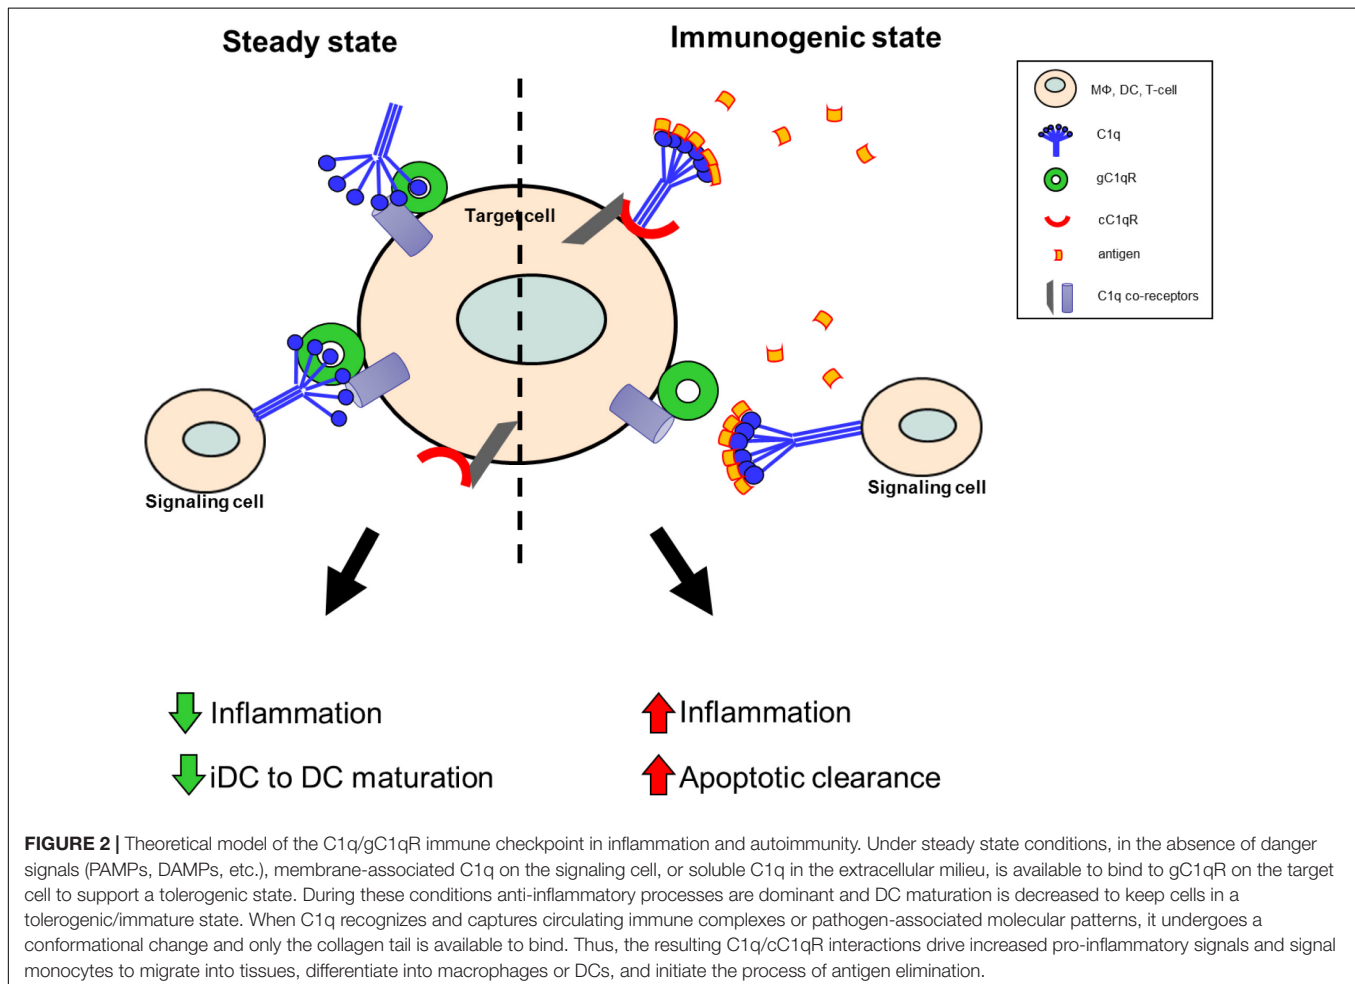 Steady state
Immunogenic state
MΦ, DC, T-cell
C1q
gC1qR
cC1qR
antigen
C1q co-receptors
Target cell
Signaling cell
Signaling cell
Inflammation
iDC to DC maturation
Inflammation
Apoptotic clearance
FIGURE 2 | Theoretical model of the C1q/gC1qR immune checkpoint in inflammation and autoimmunity. Under steady state conditions, in the absence of danger
signals (PAMPs, DAMPs, etc.), membrane-associated C1q on the signaling cell, or soluble C1q in the extracellular milieu, is available to bind to gC1qR on the target
cell to support a tolerogenic state. During these conditions anti-inflammatory processes are dominant and DC maturation is decreased to keep cells in a
tolerogenic/immature state. When C1q recognizes and captures circulating immune complexes or pathogen-associated molecular patterns, it undergoes a
conformational change and only the collagen tail is available to bind. Thus, the resulting C1q/cC1qR interactions drive increased pro-inflammatory signals and signal
monocytes to migrate into tissues, differentiate into macrophages or DCs, and initiate the process of antigen elimination.